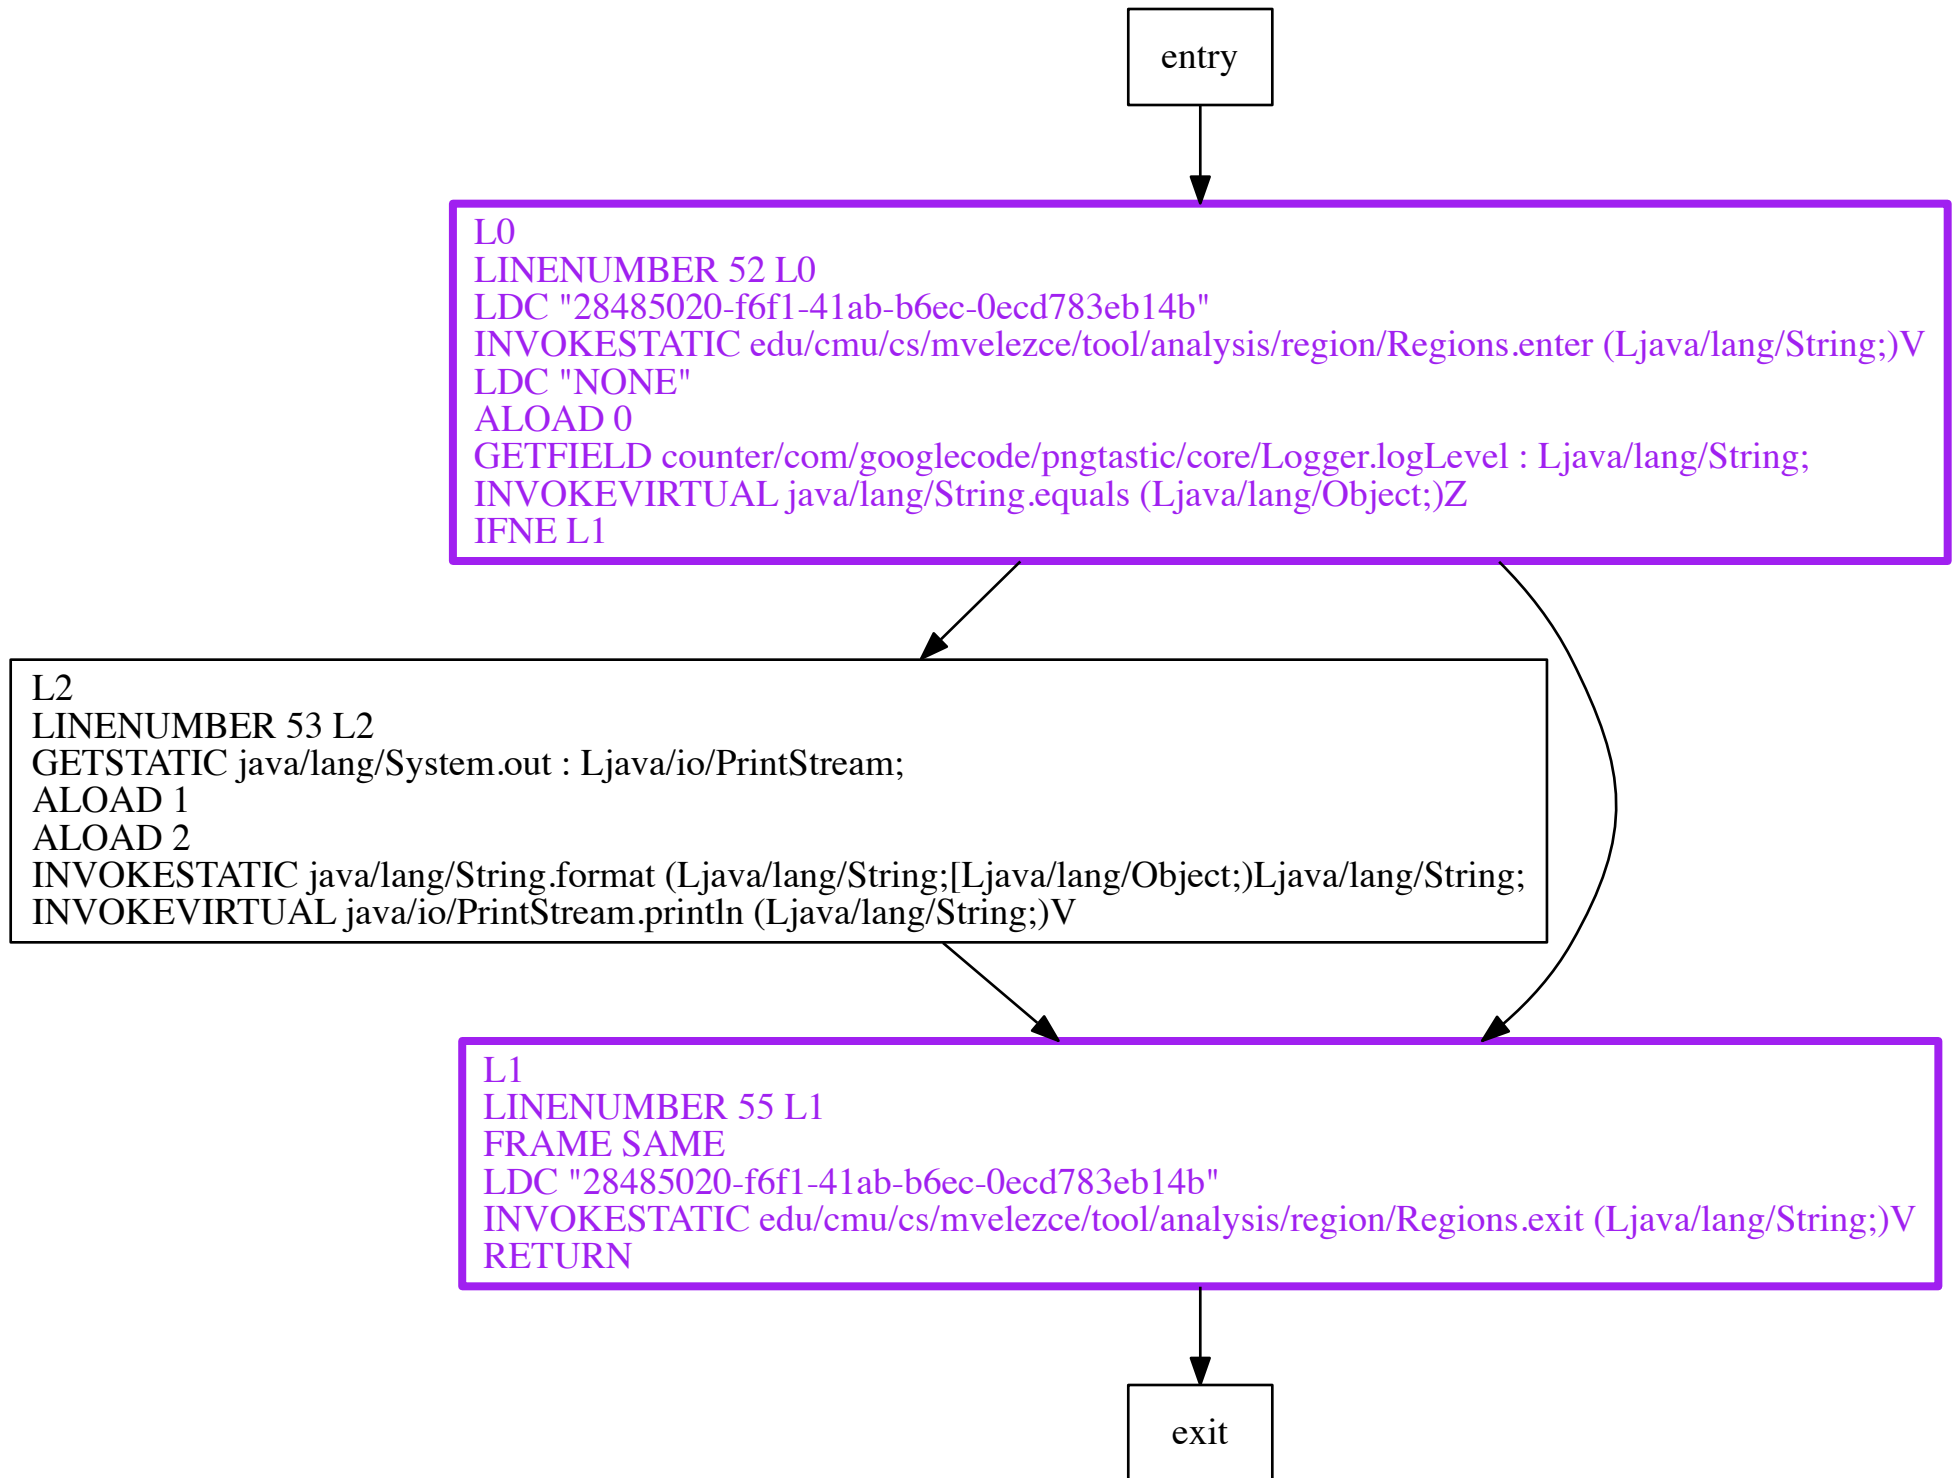 entry
L0
LINENUMBER 52 L0
LDC "28485020-f6f1-41ab-b6ec-0ecd783eb14b"
INVOKESTATIC edu/cmu/cs/mvelezce/tool/analysis/region/Regions.enter (Ljava/lang/String;)V
LDC "NONE"
ALOAD 0
GETFIELD counter/com/googlecode/pngtastic/core/Logger.logLevel : Ljava/lang/String;
INVOKEVIRTUAL java/lang/String.equals (Ljava/lang/Object;)Z
IFNE L1
L2
LINENUMBER 53 L2
GETSTATIC java/lang/System.out : Ljava/io/PrintStream;
ALOAD 1
ALOAD 2
INVOKESTATIC java/lang/String.format (Ljava/lang/String;[Ljava/lang/Object;)Ljava/lang/String;
INVOKEVIRTUAL java/io/PrintStream.println (Ljava/lang/String;)V
L1
LINENUMBER 55 L1
FRAME SAME
LDC "28485020-f6f1-41ab-b6ec-0ecd783eb14b"
INVOKESTATIC edu/cmu/cs/mvelezce/tool/analysis/region/Regions.exit (Ljava/lang/String;)V
RETURN
exit